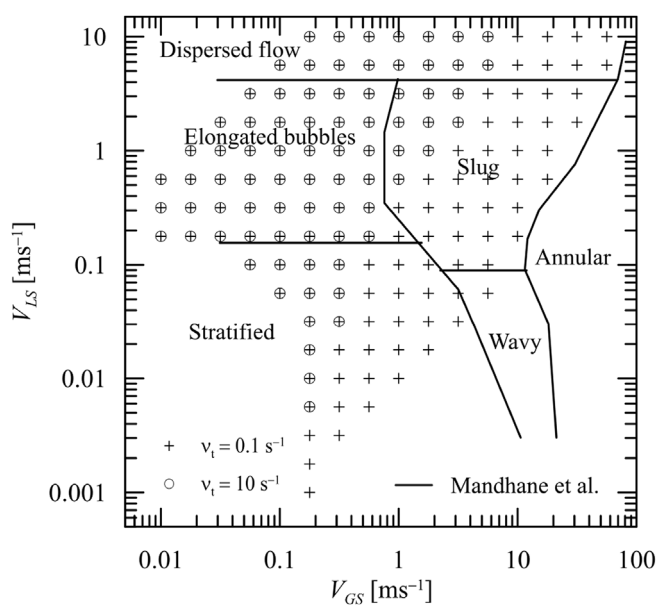 10
1
0.1
0.01
0.001
V_LS [ms⁻¹]
Dispersed flow
Elongated bubbles
Slug
Annular
Stratified
Wavy
+ ν_t = 0.1 s⁻¹
○ ν_t = 10 s⁻¹
Mandhane et al.
0.01 0.1 1 10 100
V_GS [ms⁻¹]